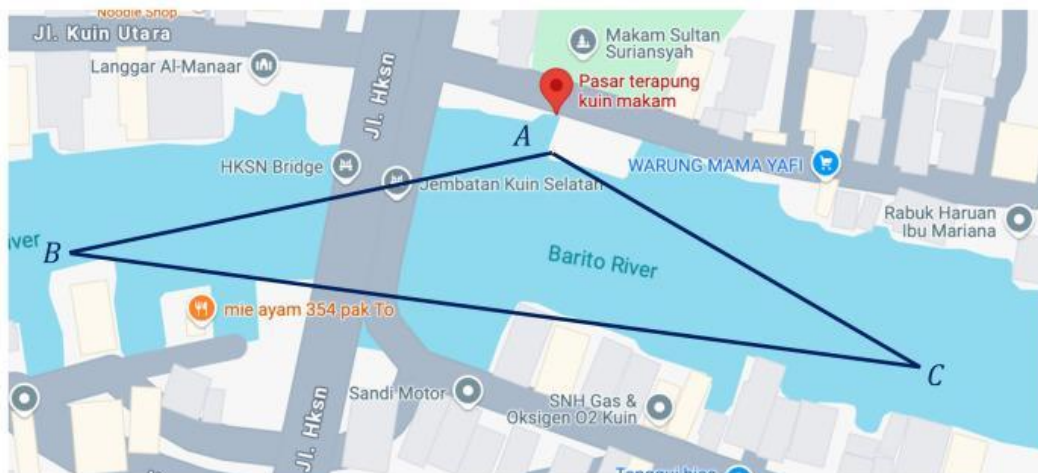 Noodle Shop
Jl. Kuin Utara
Langgar Al-Manaar
Jl. Hksn
Makam Sultan
Suriansyah
Pasar terapung
kuin makam
A
HKSN Bridge
Jembatan Kuin Selatan
WARUNG MAMA YAFI
Rabuk Haruan
Ibu Mariana
B
Barito River
mie ayam 354 pak To
C
Sandi Motor
SNH Gas &
Oksigen O2 Kuin
Jl. Hksn